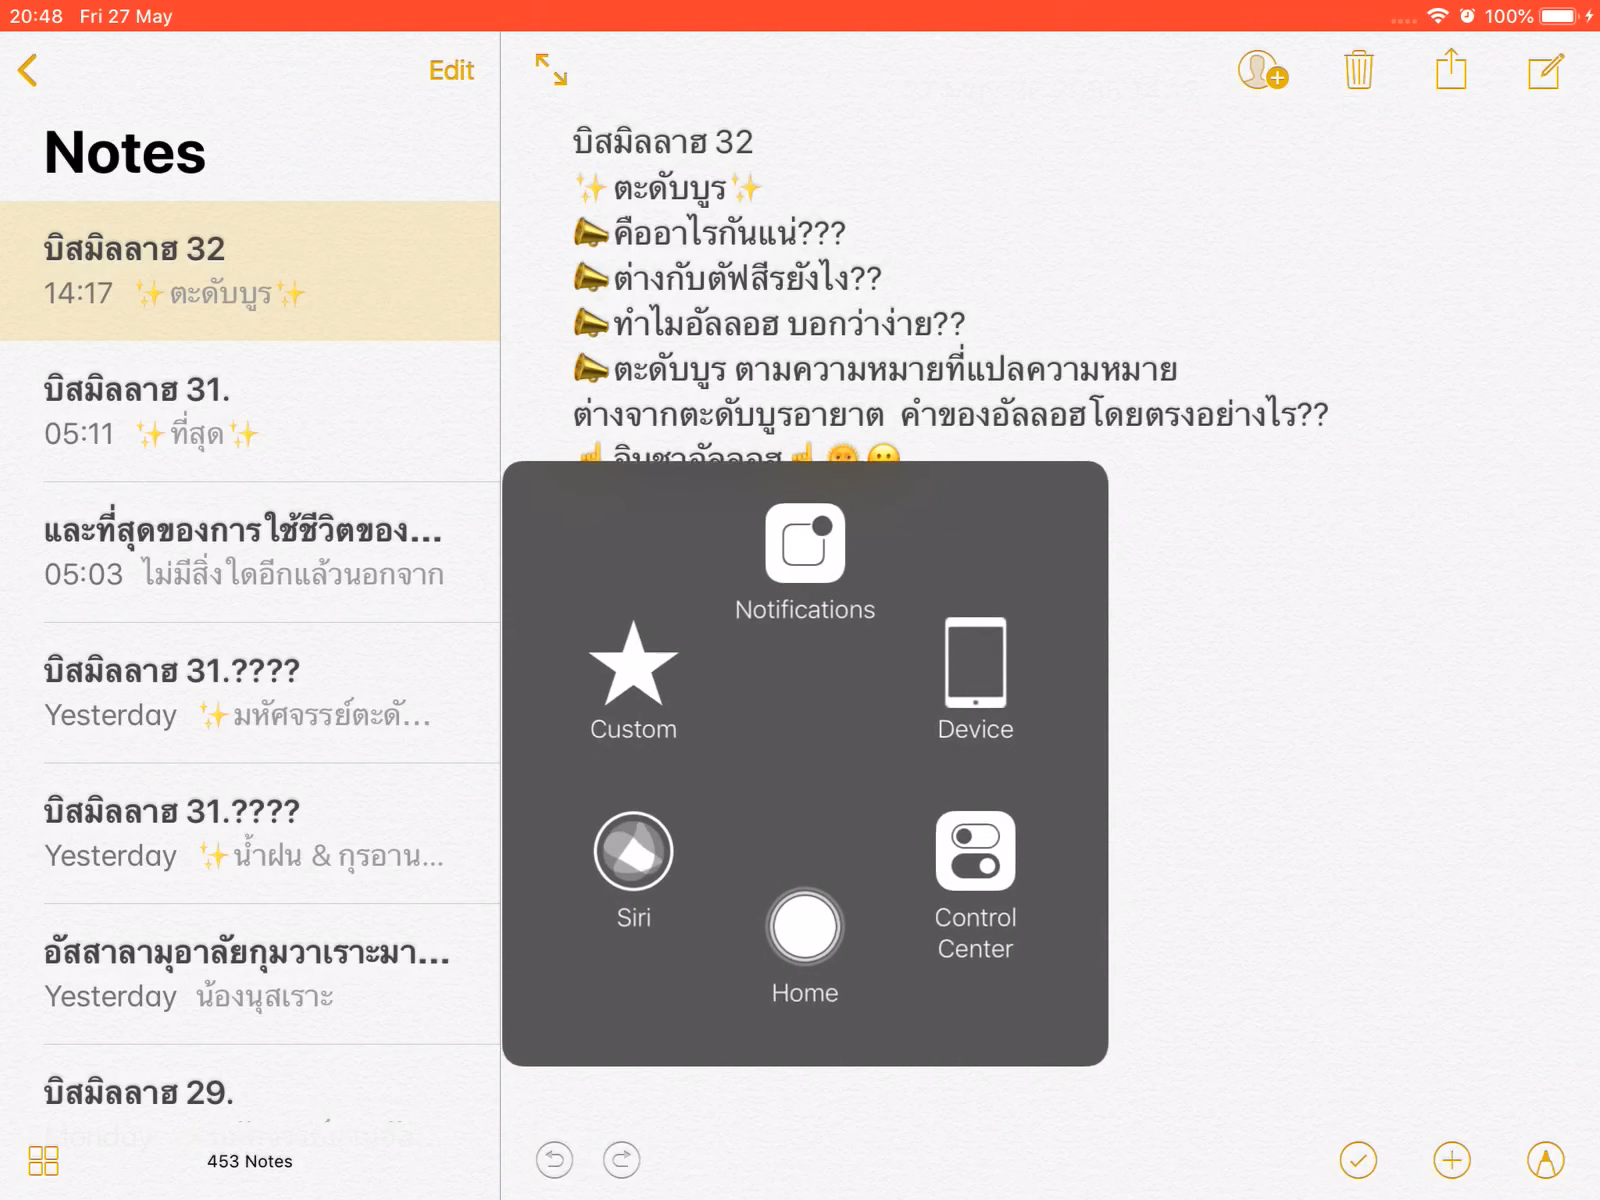 20:48 Fri 27 May
100%
Edit
Notes
บิสมิลลาฮ 32
14:17 ✨ตะดับบูร✨
บิสมิลลาฮ 31.
05:11 ✨ที่สุด✨
และที่สุดของการใช้ชีวิตของ...
05:03 ไม่มีสิ่งใดอีกแล้วนอกจาก
บิสมิลลาฮ 31.????
Yesterday ✨มหัศจรรย์ตะดั...
บิสมิลลาฮ 31.????
Yesterday ✨น้ำฝน & กุรอาน...
อัสสาลามุอาลัยกุมวาเราะมา...
Yesterday น้องนุสเราะ
บิสมิลลาฮ 29.
Monday
453 Notes
บิสมิลลาฮ 32
✨ตะดับบูร✨
📣คืออาไรกันแน่???
📣ต่างกับตัฟสีรยังไง??
📣ทำไมอัลลอฮ บอกว่าง่าย??
📣ตะดับบูร ตามความหมายที่แปลความหมาย
ต่างจากตะดับบูรอายาต คำของอัลลอฮโดยตรงอย่างไร??
☝อินชาอัลลอฮ☝🌞😀
Notifications
Custom
Device
Siri
Control
Center
Home